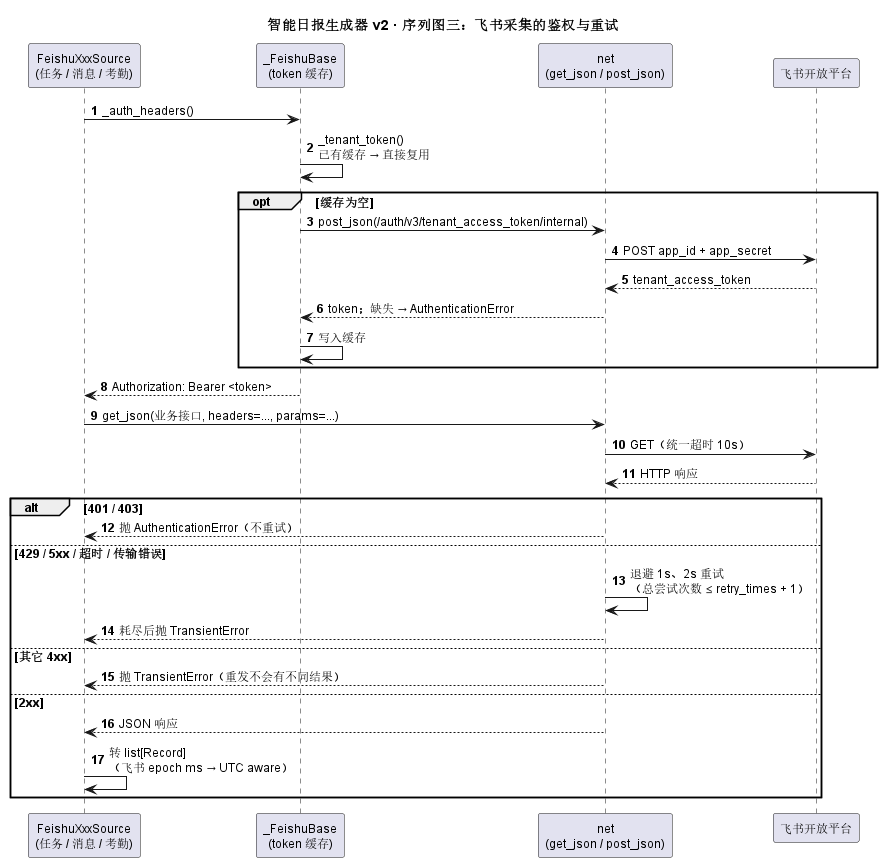 智能日报生成器 v2 · 序列图三：飞书采集的鉴权与重试
FeishuXxxSource
(任务 / 消息 / 考勤)
_FeishuBase
(token 缓存)
net
(get_json / post_json)
飞书开放平台
1 _auth_headers()
2 _tenant_token()
已有缓存 → 直接复用
opt [缓存为空]
3 post_json(/auth/v3/tenant_access_token/internal)
4 POST app_id + app_secret
5 tenant_access_token
6 token；缺失 → AuthenticationError
7 写入缓存
8 Authorization: Bearer <token>
9 get_json(业务接口, headers=..., params=...)
10 GET（统一超时 10s）
11 HTTP 响应
alt [401 / 403]
12 抛 AuthenticationError（不重试）
[429 / 5xx / 超时 / 传输错误]
13 退避 1s、2s 重试
（总尝试次数 ≤ retry_times + 1）
14 耗尽后抛 TransientError
[其它 4xx]
15 抛 TransientError（重发不会有不同结果）
[2xx]
16 JSON 响应
17 转 list[Record]
（飞书 epoch ms → UTC aware）
FeishuXxxSource
(任务 / 消息 / 考勤)
_FeishuBase
(token 缓存)
net
(get_json / post_json)
飞书开放平台